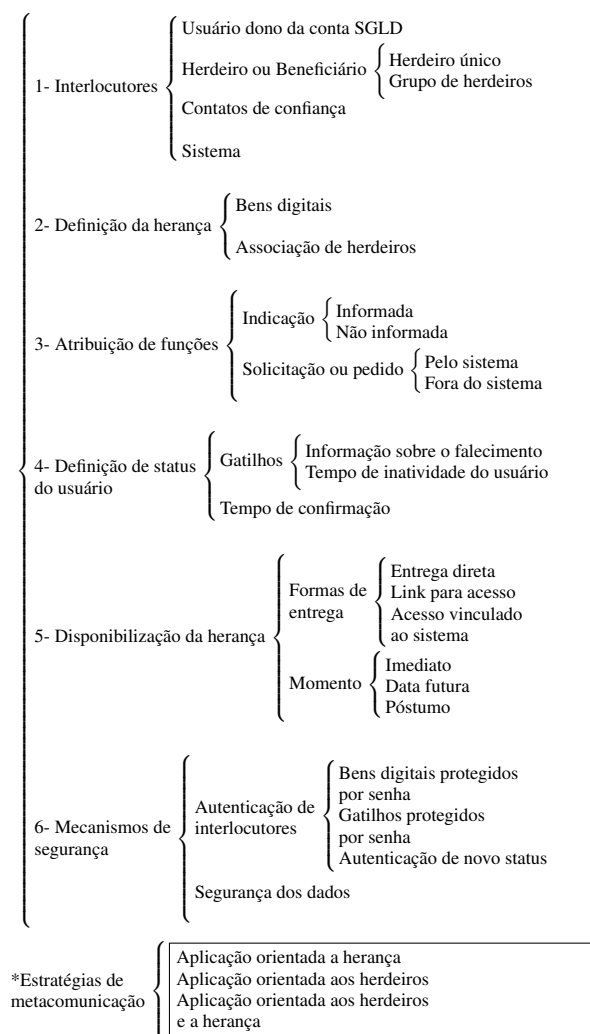 Usuário dono da conta SGLD
1- Interlocutores
Herdeiro ou Beneficiário
Herdeiro único
Grupo de herdeiros
Contatos de confiança
Sistema
2- Definição da herança
Bens digitais
Associação de herdeiros
3- Atribuição de funções
Indicação
Informada
Não informada
Solicitação ou pedido
Pelo sistema
Fora do sistema
4- Definição de status
do usuário
Gatilhos
Informação sobre o falecimento
Tempo de inatividade do usuário
Tempo de confirmação
5- Disponibilização da herança
Formas de
entrega
Entrega direta
Link para acesso
Acesso vinculado
ao sistema
Momento
Imediato
Data futura
Póstumo
6- Mecanismos de
segurança
Autenticação de
interlocutores
Bens digitais protegidos
por senha
Gatilhos protegidos
por senha
Autenticação de novo status
Segurança dos dados
*Estratégias de
metacomunicação
Aplicação orientada a herança
Aplicação orientada aos herdeiros
Aplicação orientada aos herdeiros
e a herança